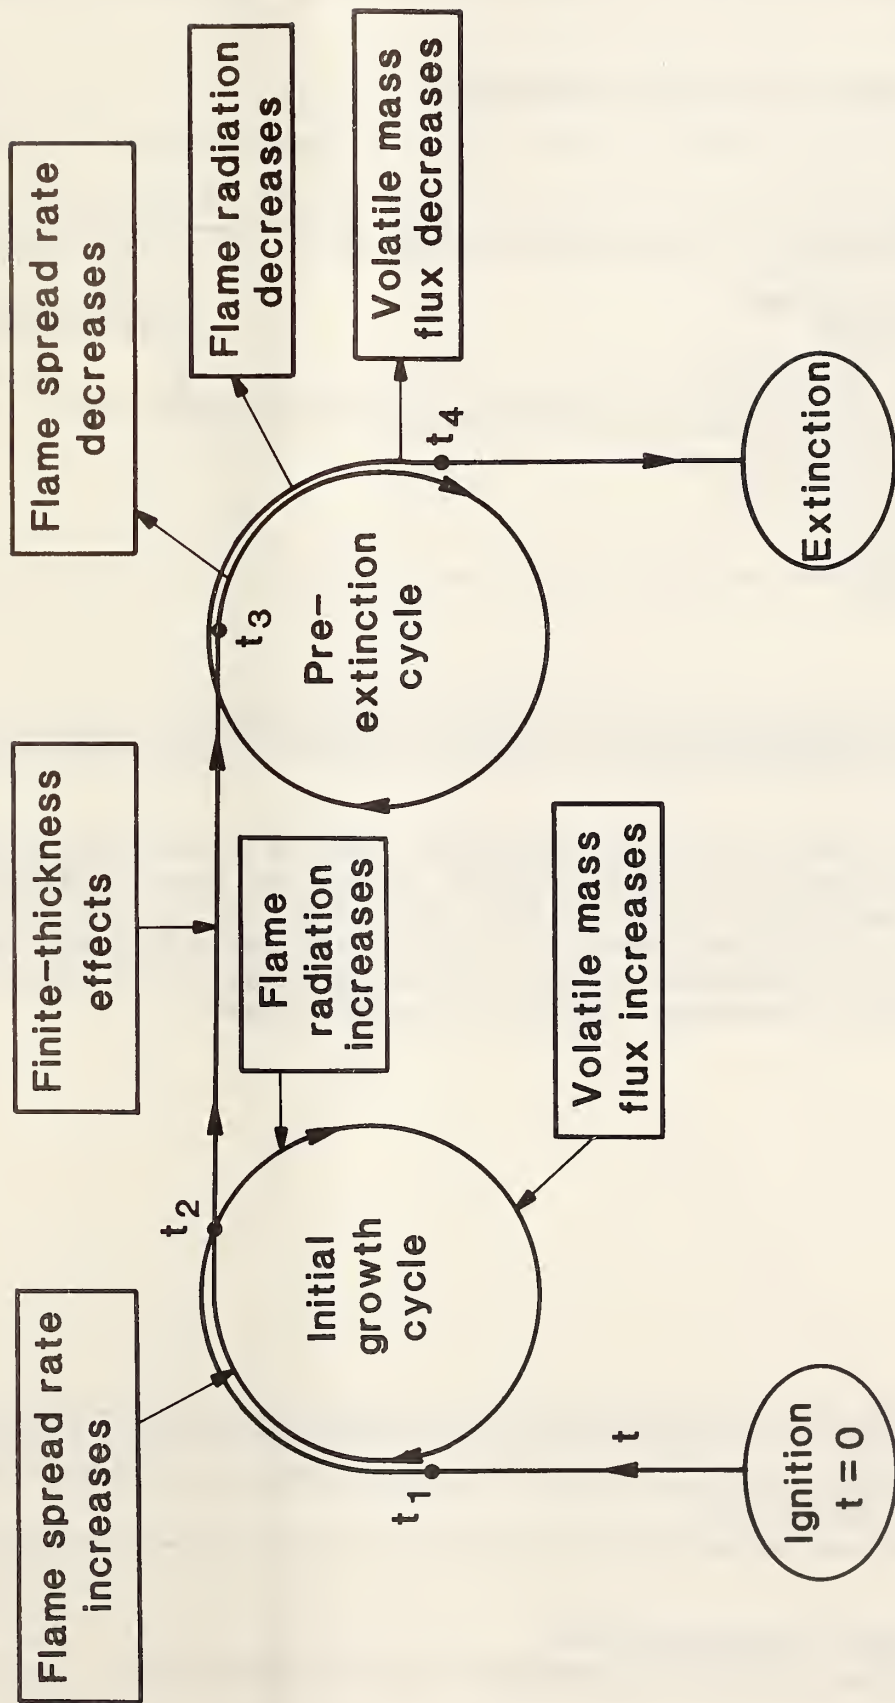 Flame spread rate
increases
Finite-thickness
effects
Flame spread rate
decreases
Flame radiation
decreases
Volatile mass
flux decreases
Flame
radiation
increases
Volatile mass
flux increases
t2
t3
t4
t1
t
Initial
growth
cycle
Pre-
extinction
cycle
Ignition
t=0
Extinction